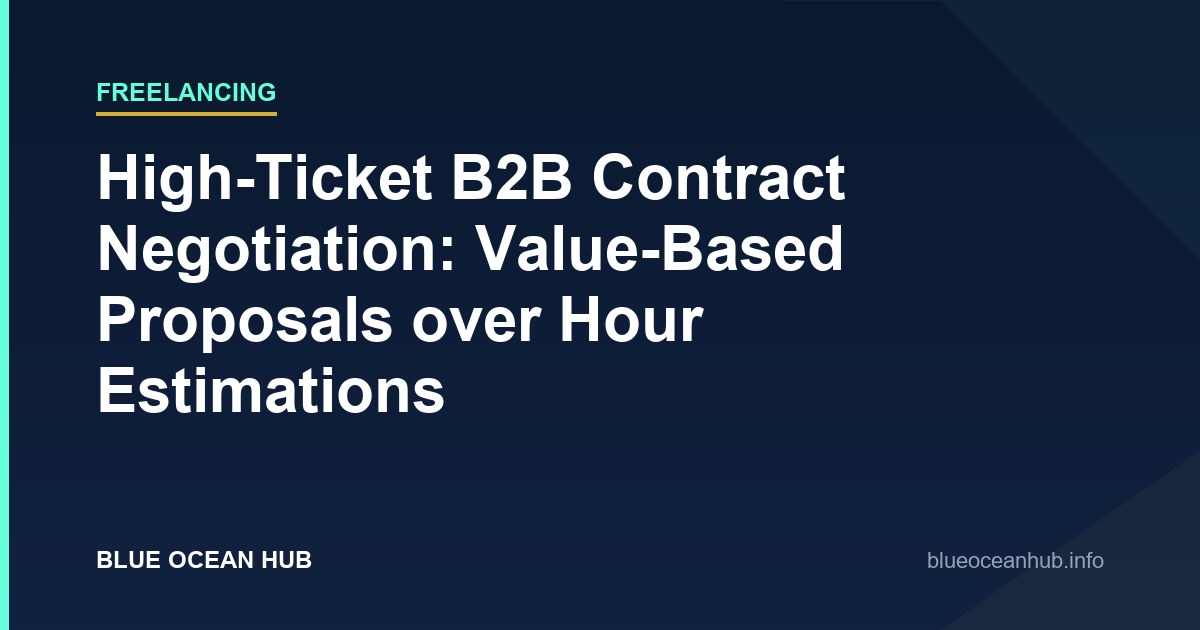 FREELANCING
High-Ticket B2B Contract
Negotiation: Value-Based
Proposals over Hour
Estimations
BLUE OCEAN HUB
blueoceanhub.info